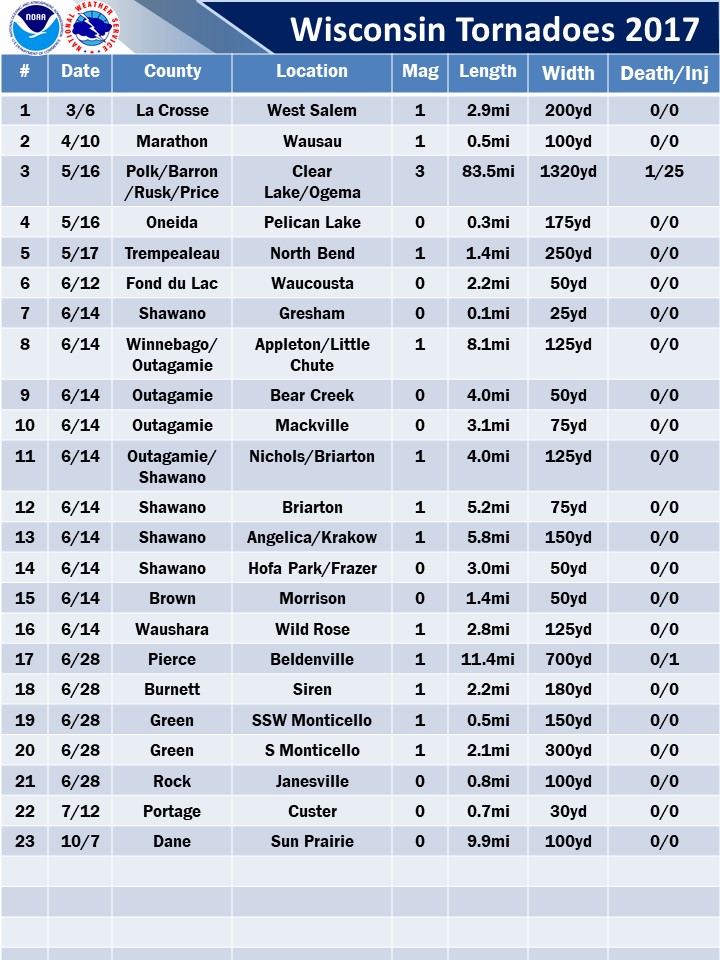 NOAA
NATIONAL WEATHER SERVICE
Wisconsin Tornadoes 2017
# Date County Location Mag Length Width Death/Inj
1 3/6 La Crosse West Salem 1 2.9mi 200yd 0/0
2 4/10 Marathon Wausau 1 0.5mi 100yd 0/0
3 5/16 Polk/Barron Clear 3 83.5mi 1320yd 1/25
/Rusk/Price Lake/Ogema
4 5/16 Oneida Pelican Lake 0 0.3mi 175yd 0/0
5 5/17 Trempealeau North Bend 1 1.4mi 250yd 0/0
6 6/12 Fond du Lac Waucousta 0 2.2mi 50yd 0/0
7 6/14 Shawano Gresham 0 0.1mi 25yd 0/0
8 6/14 Winnebago/ Appleton/Little 1 8.1mi 125yd 0/0
Outagamie Chute
9 6/14 Outagamie Bear Creek 0 4.0mi 50yd 0/0
10 6/14 Outagamie Mackville 0 3.1mi 75yd 0/0
11 6/14 Outagamie/ Nichols/Briarton 1 4.0mi 125yd 0/0
Shawano
12 6/14 Shawano Briarton 1 5.2mi 75yd 0/0
13 6/14 Shawano Angelica/Krakow 1 5.8mi 150yd 0/0
14 6/14 Shawano Hofa Park/Frazer 0 3.0mi 50yd 0/0
15 6/14 Brown Morrison 0 1.4mi 50yd 0/0
16 6/14 Waushara Wild Rose 1 2.8mi 125yd 0/0
17 6/28 Pierce Beldenville 1 11.4mi 700yd 0/1
18 6/28 Burnett Siren 1 2.2mi 180yd 0/0
19 6/28 Green SSW Monticello 1 0.5mi 150yd 0/0
20 6/28 Green S Monticello 1 2.1mi 300yd 0/0
21 6/28 Rock Janesville 0 0.8mi 100yd 0/0
22 7/12 Portage Custer 0 0.7mi 30yd 0/0
23 10/7 Dane Sun Prairie 0 9.9mi 100yd 0/0